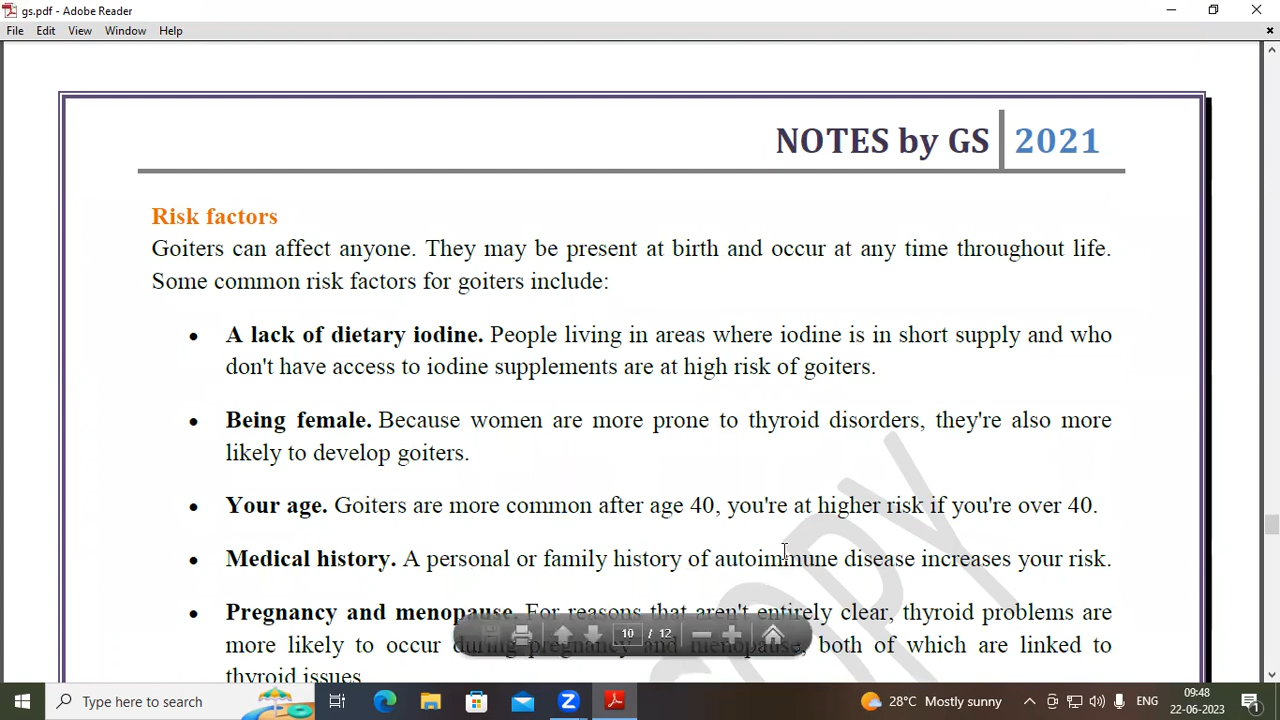 gs.pdf - Adobe Reader
File Edit View Window Help
NOTES by GS 2021
Risk factors
Goiters can affect anyone. They may be present at birth and occur at any time throughout life.
Some common risk factors for goiters include:
• A lack of dietary iodine. People living in areas where iodine is in short supply and who
don't have access to iodine supplements are at high risk of goiters.
• Being female. Because women are more prone to thyroid disorders, they're also more
likely to develop goiters.
• Your age. Goiters are more common after age 40, you're at higher risk if you're over 40.
• Medical history. A personal or family history of autoimmune disease increases your risk.
• Pregnancy and menopause. For reasons that aren't entirely clear, thyroid problems are
more likely to occur during pregnancy and menopause, both of which are linked to
thyroid issues
COPY
10 / 12
Type here to search
28°C Mostly sunny
ENG
09:48
22-06-2023
1